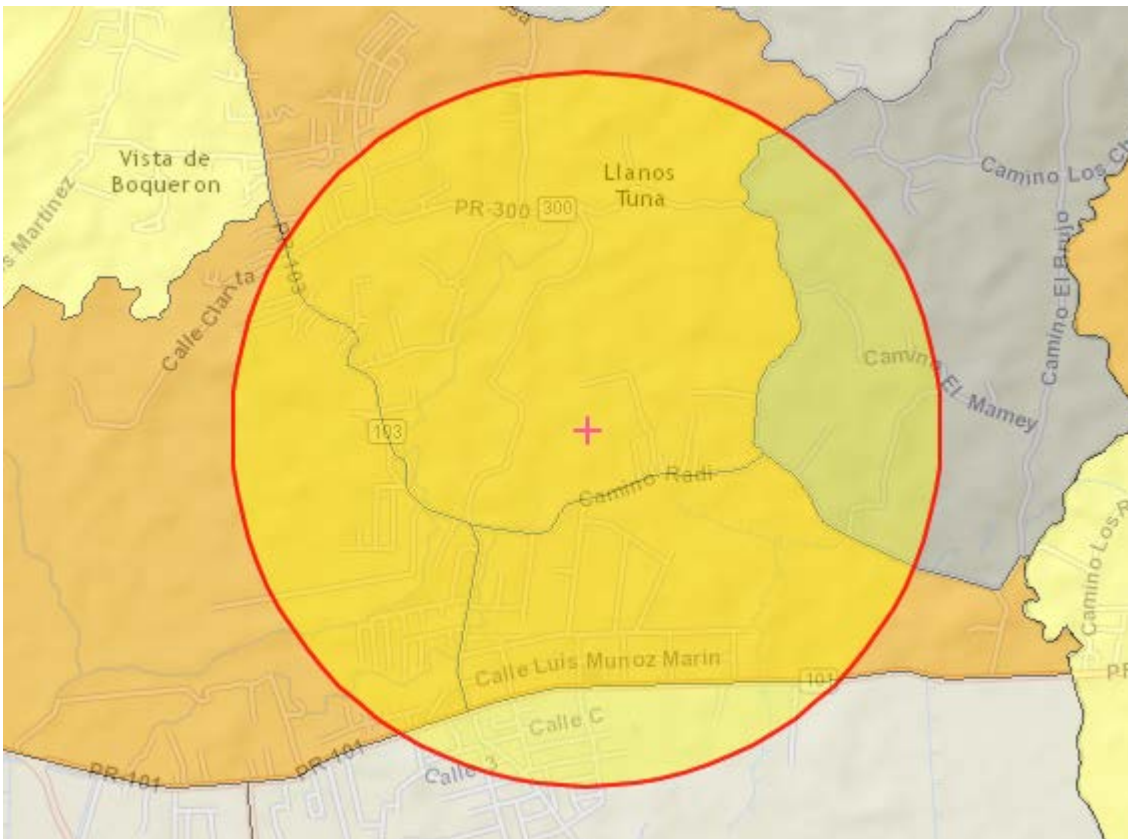 Vista de
Boqueron
Llanos
Tuna
PR-300
300
Camino Los Ch
s Martinez
PR-103
Calle Clar
ta
Camino El Brujo
Camino El Mamey
103
Camino Radi
Camino Los R
Calle Luis Munoz Marin
101
PR
Calle C
PR-101
PR-101
Calle 3